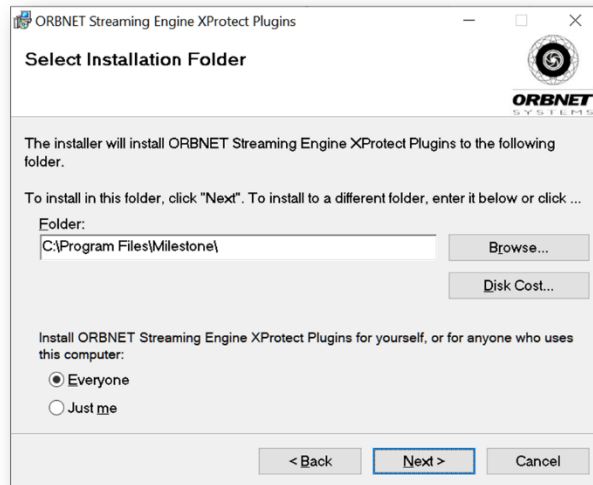 ORBNET Streaming Engine XProtect Plugins
Select Installation Folder
ORBNET
SYSTEMS
The installer will install ORBNET Streaming Engine XProtect Plugins to the following
folder.
To install in this folder, click "Next". To install to a different folder, enter it below or click ...
Folder:
C:\Program Files\Milestone\
Browse...
Disk Cost...
Install ORBNET Streaming Engine XProtect Plugins for yourself, or for anyone who uses
this computer:
Everyone
Just me
< Back
Next >
Cancel